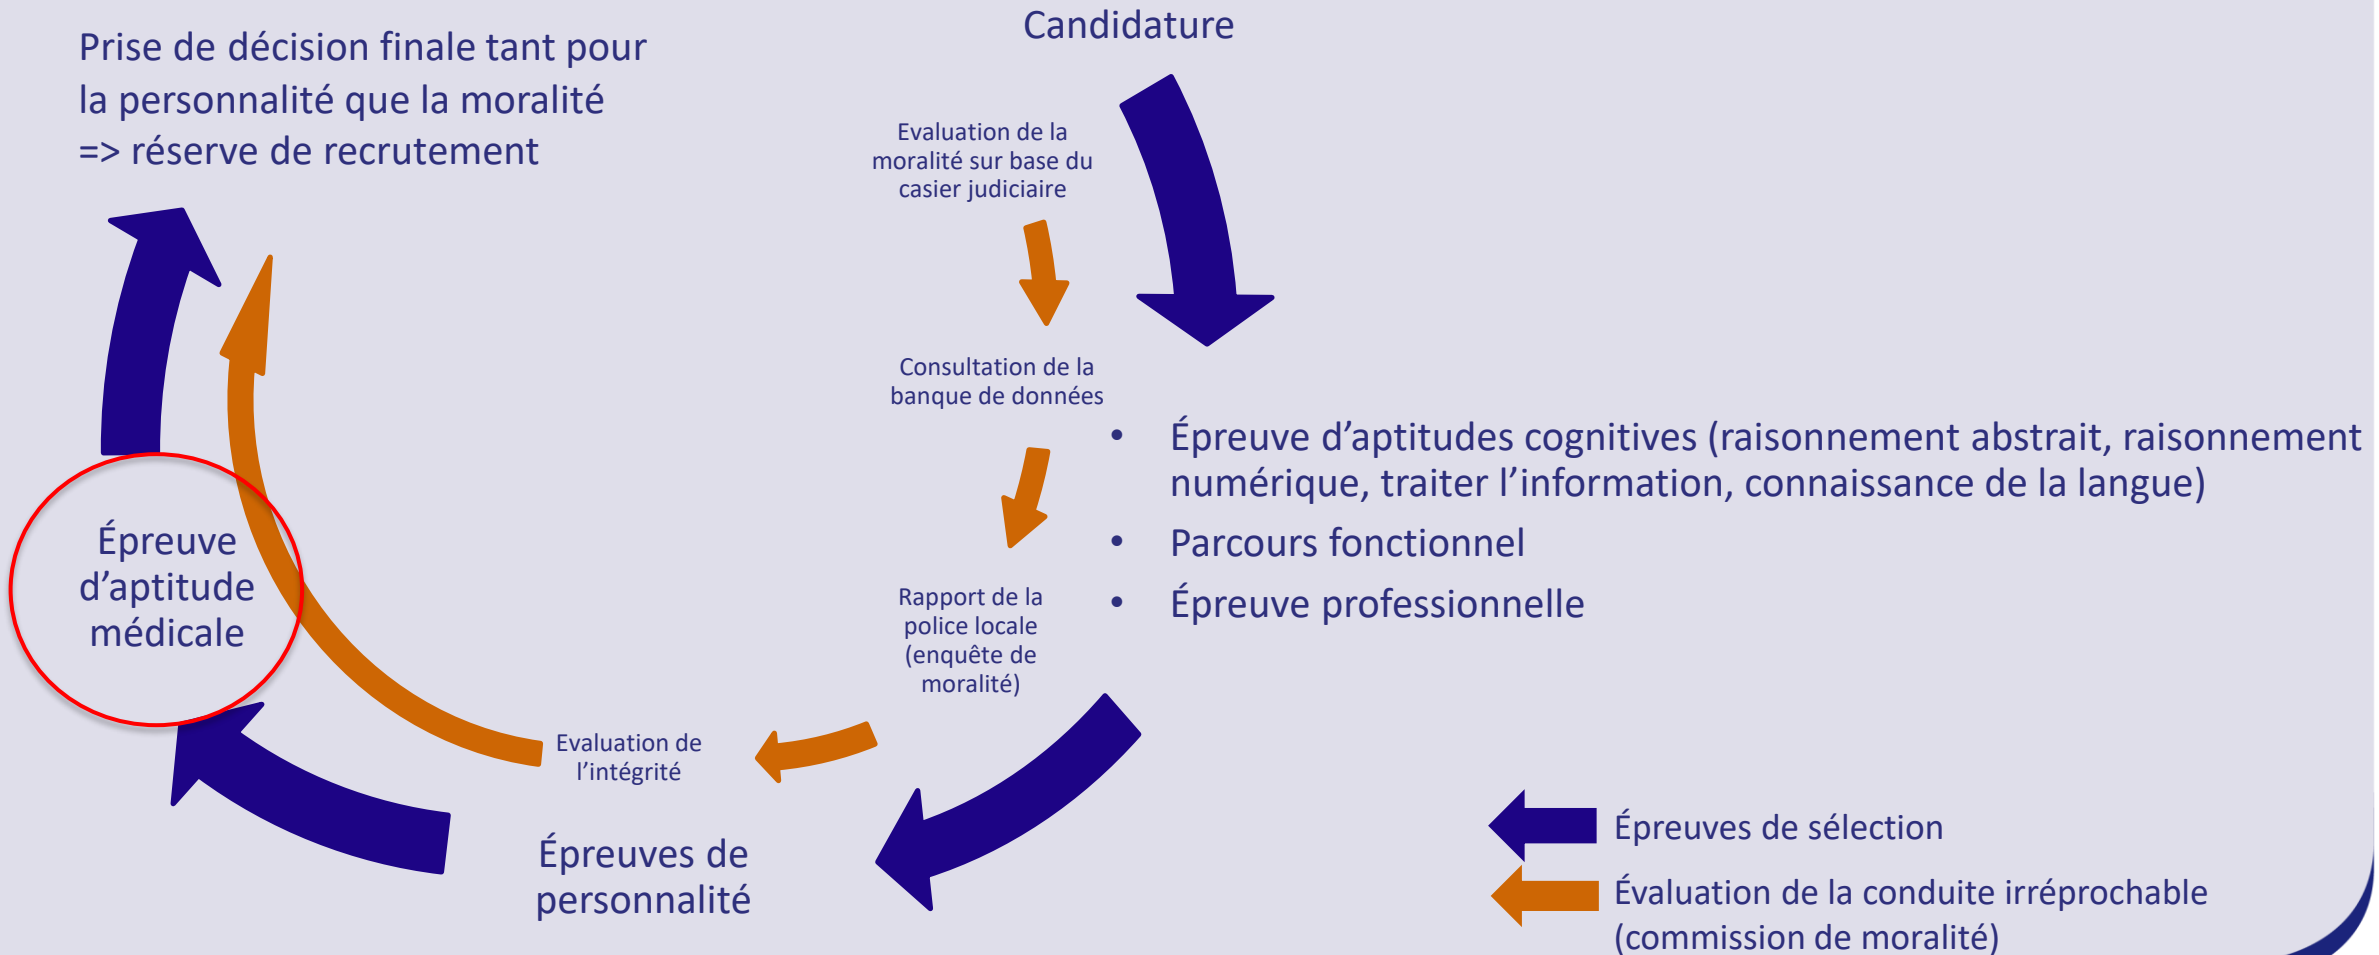 Candidature
Prise de décision finale tant pour
la personnalité que la moralité
=> réserve de recrutement
Evaluation de la
moralité sur base du
casier judiciaire
Consultation de la
banque de données
• Épreuve d’aptitudes cognitives (raisonnement abstrait, raisonnement
numérique, traiter l’information, connaissance de la langue)
• Parcours fonctionnel
• Épreuve professionnelle
Rapport de la
police locale
(enquête de
moralité)
Épreuve
d’aptitude
médicale
Evaluation de
l’intégrité
Épreuves de
personnalité
Épreuves de sélection
Évaluation de la conduite irréprochable
(commission de moralité)